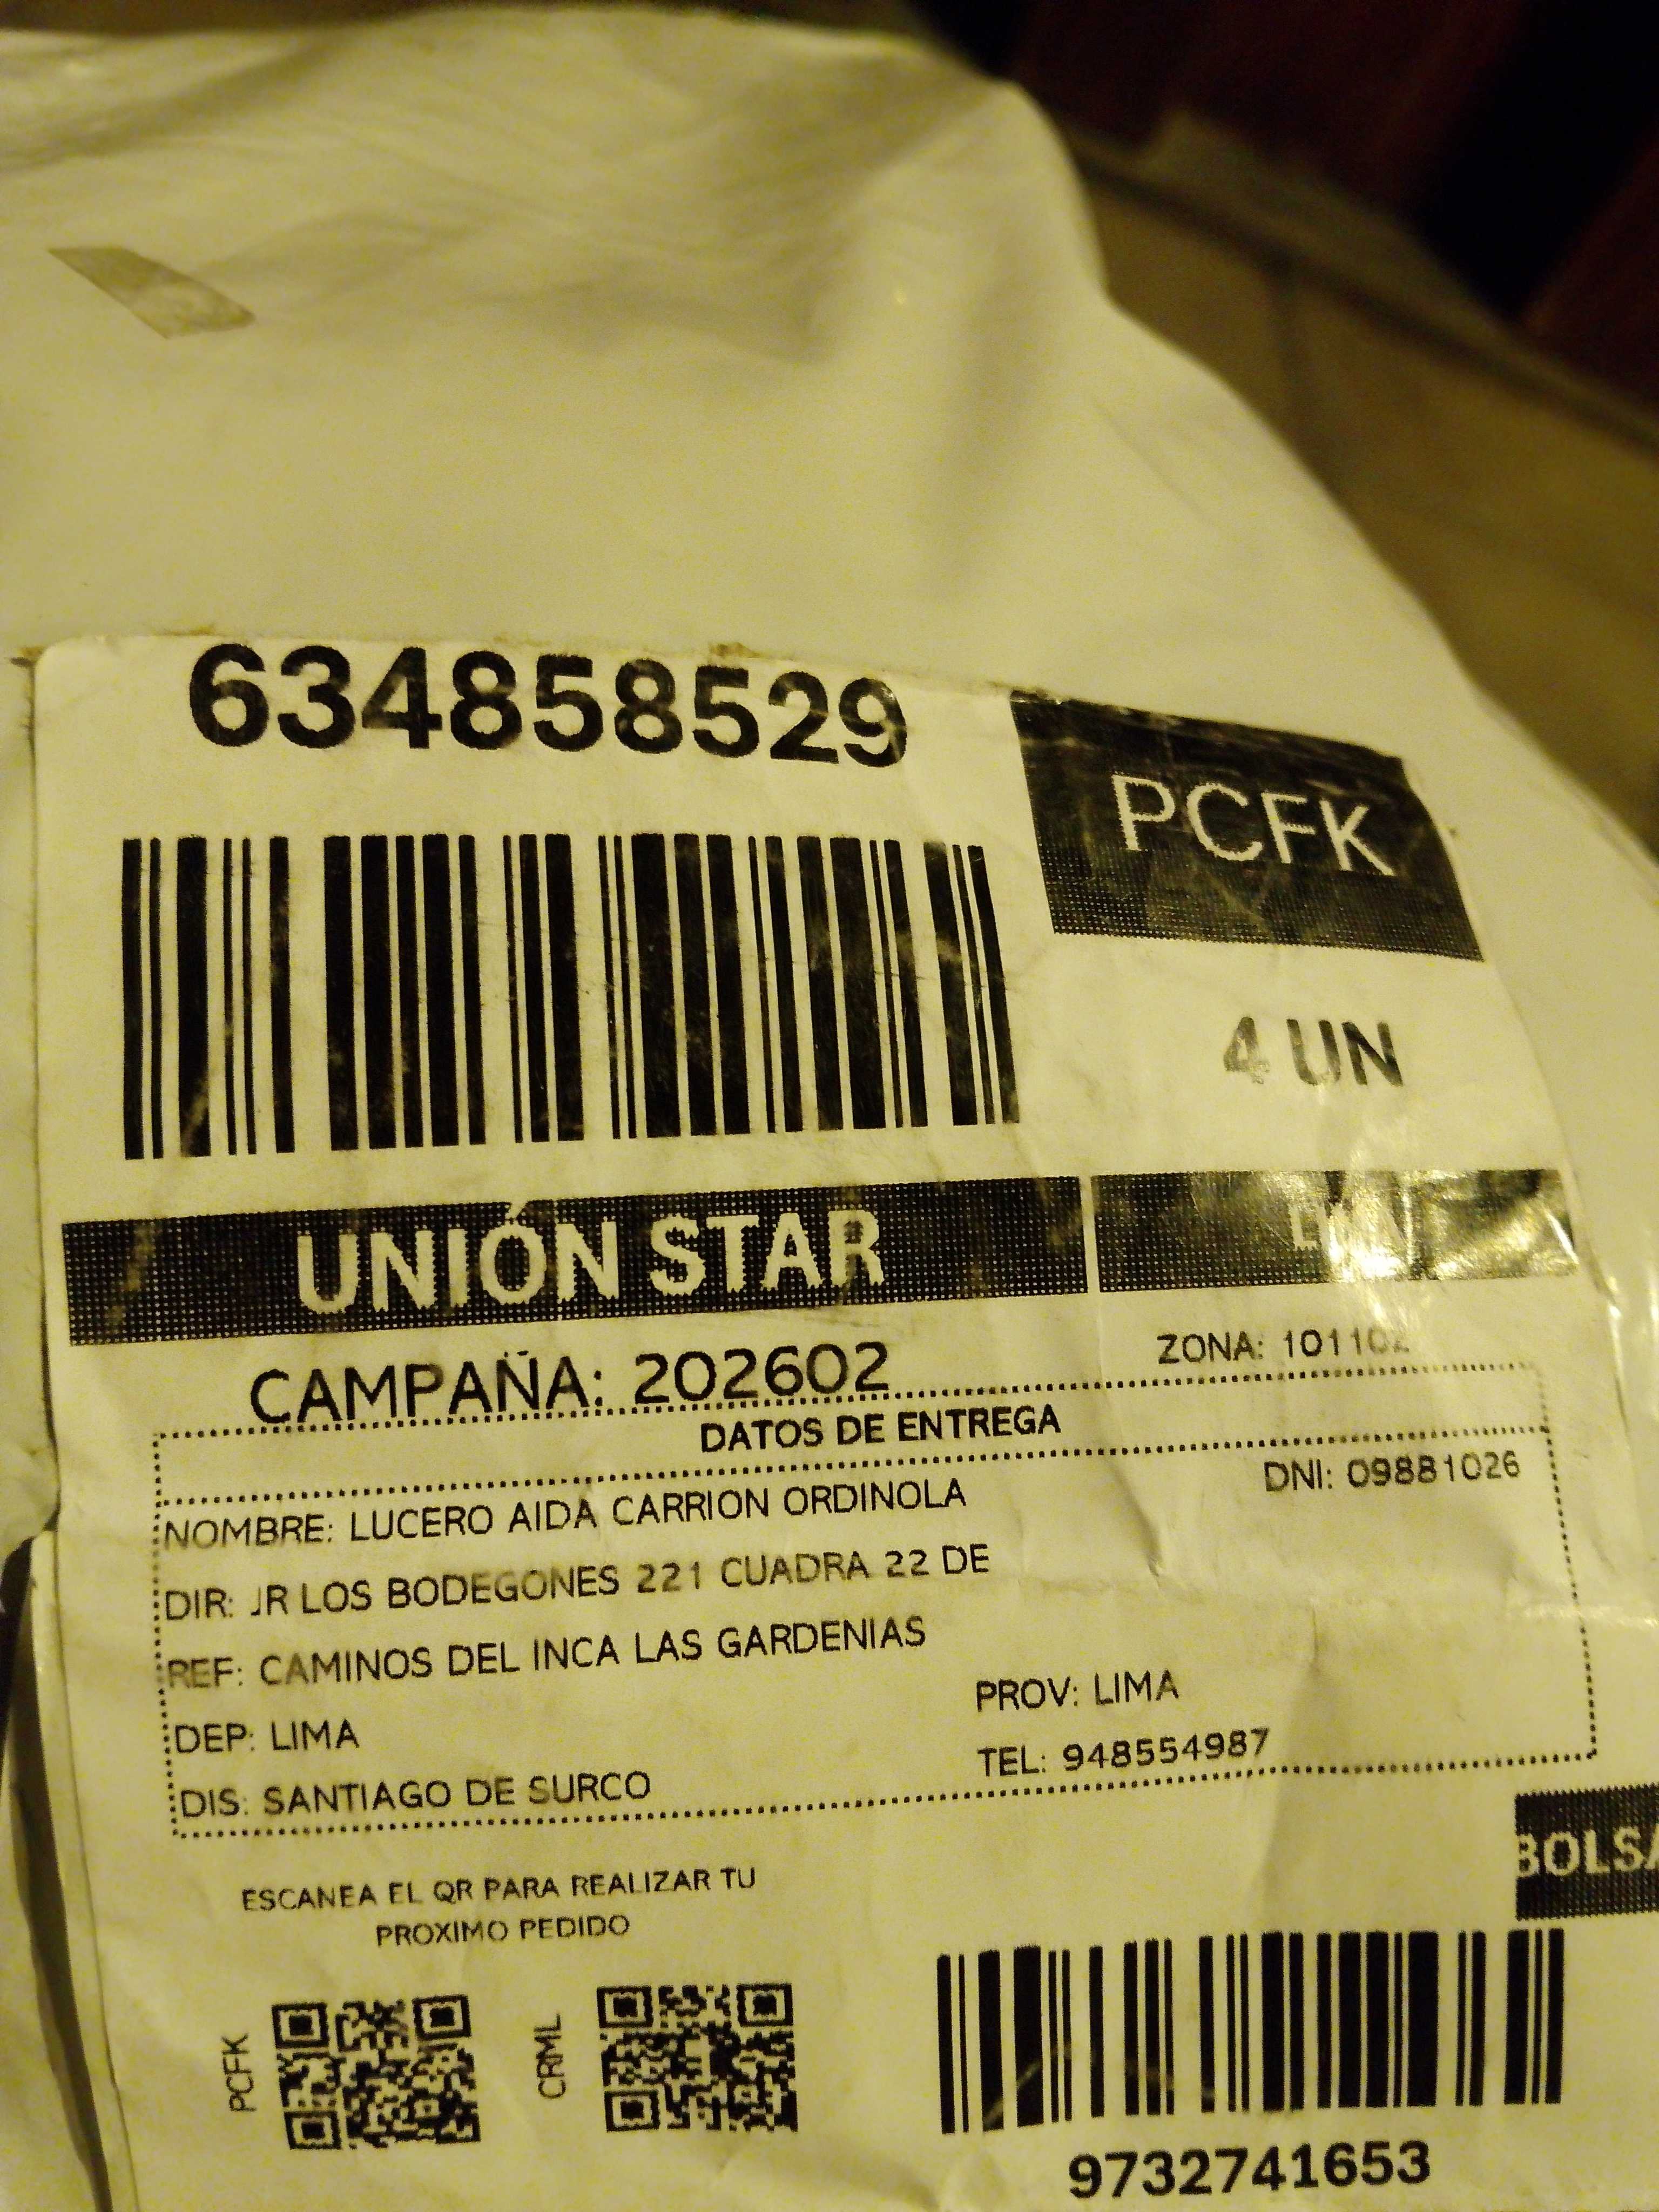 634858529
PCFK
4 UN
UNIÓN STAR
CAMPAÑA: 202602
ZONA: 101102
DATOS DE ENTREGA
DNI: 09881026
NOMBRE: LUCERO AIDA CARRION ORDINOLA
DIR: JR LOS BODEGONES 221 CUADRA 22 DE
REF: CAMINOS DEL INCA LAS GARDENIAS
DEP: LIMA
PROV: LIMA
DIS: SANTIAGO DE SURCO
TEL: 948554987
ESCANEA EL QR PARA REALIZAR TU
PROXIMO PEDIDO
PCFK
CRML
9732741653